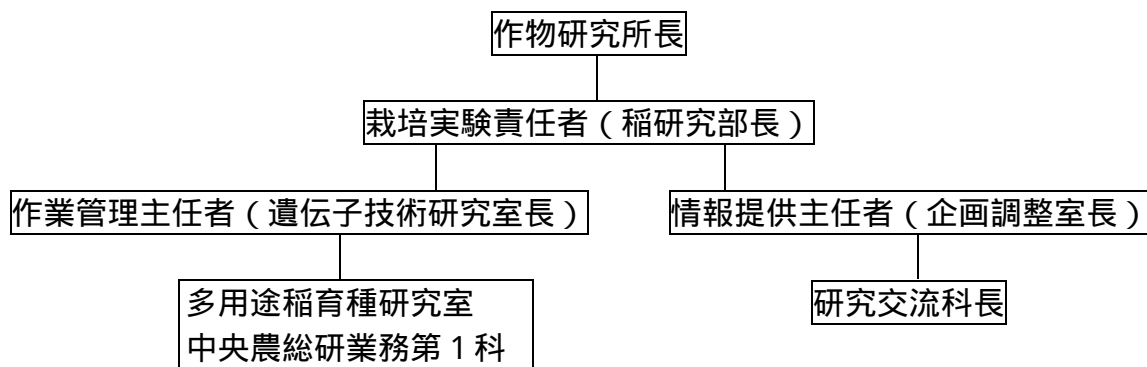 作物研究所長
栽培実験責任者（稲研究部長）
作業管理主任者（遺伝子技術研究室長）
情報提供主任者（企画調整室長）
多用途稲育種研究室
中央農総研業務第1科
研究交流科長